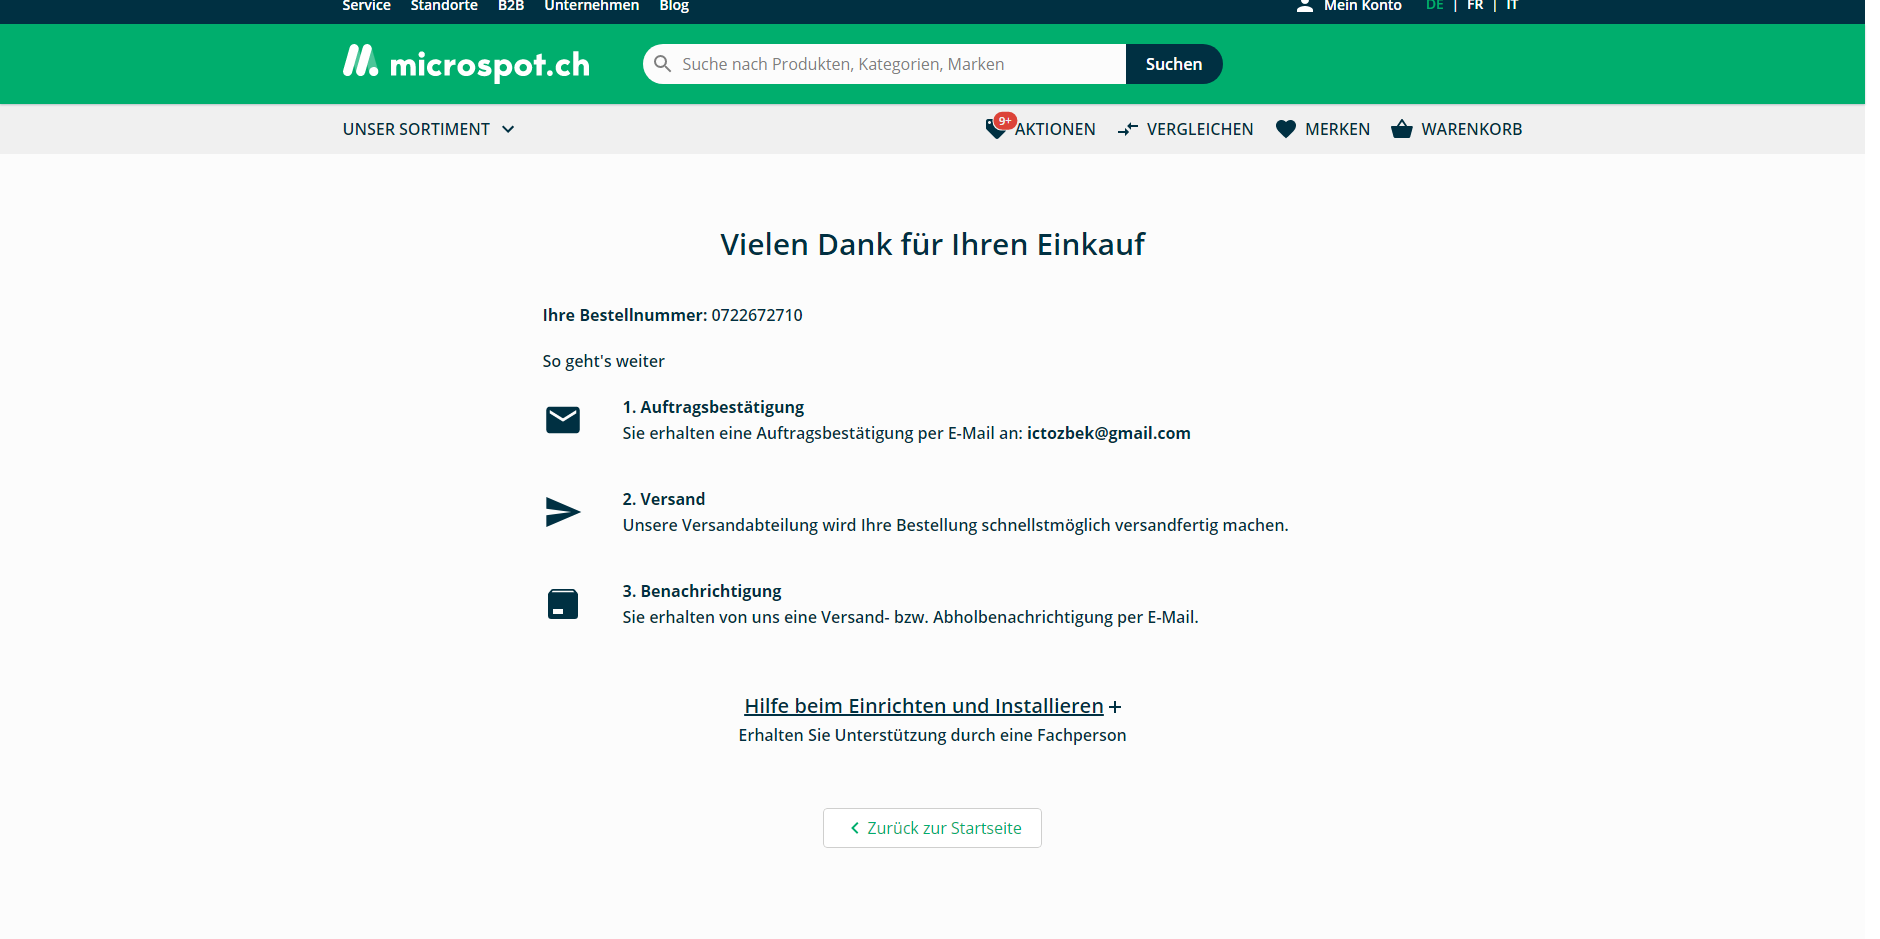 Service Standorte B2B Unternehmen Blog Mein Konto DE | FR | IT
microspot.ch Suche nach Produkten, Kategorien, Marken Suchen
UNSER SORTIMENT 9+ AKTIONEN VERGLEICHEN MERKEN WARENKORB
Vielen Dank für Ihren Einkauf
Ihre Bestellnummer: 0722672710
So geht's weiter
1. Auftragsbestätigung
Sie erhalten eine Auftragsbestätigung per E-Mail an: ictozbek@gmail.com
2. Versand
Unsere Versandabteilung wird Ihre Bestellung schnellstmöglich versandfertig machen.
3. Benachrichtigung
Sie erhalten von uns eine Versand- bzw. Abholbenachrichtigung per E-Mail.
Hilfe beim Einrichten und Installieren +
Erhalten Sie Unterstützung durch eine Fachperson
Zurück zur Startseite